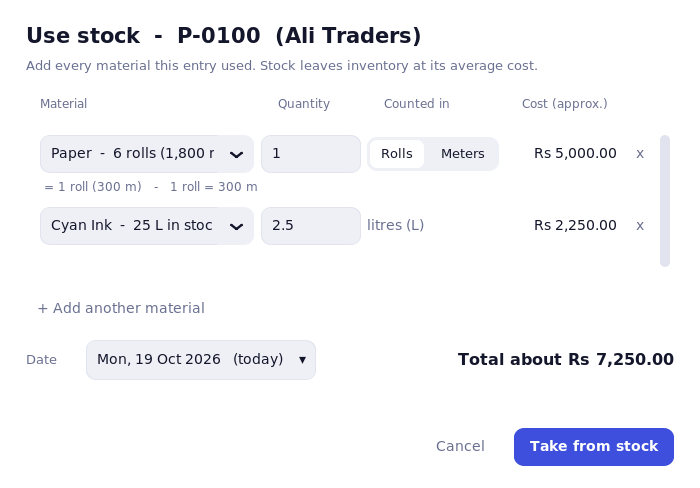 Use stock - P-0100 (Ali Traders)
Add every material this entry used. Stock leaves inventory at its average cost.
Material Quantity Counted in Cost (approx.)
Paper - 6 rolls (1,800 1 Rolls Meters Rs 5,000.00 x
= 1 roll (300 m) - 1 roll = 300 m
Cyan Ink - 25 L in stoc 2.5 litres (L) Rs 2,250.00 x
+ Add another material
Date Mon, 19 Oct 2026 (today) ▾ Total about Rs 7,250.00
Cancel Take from stock